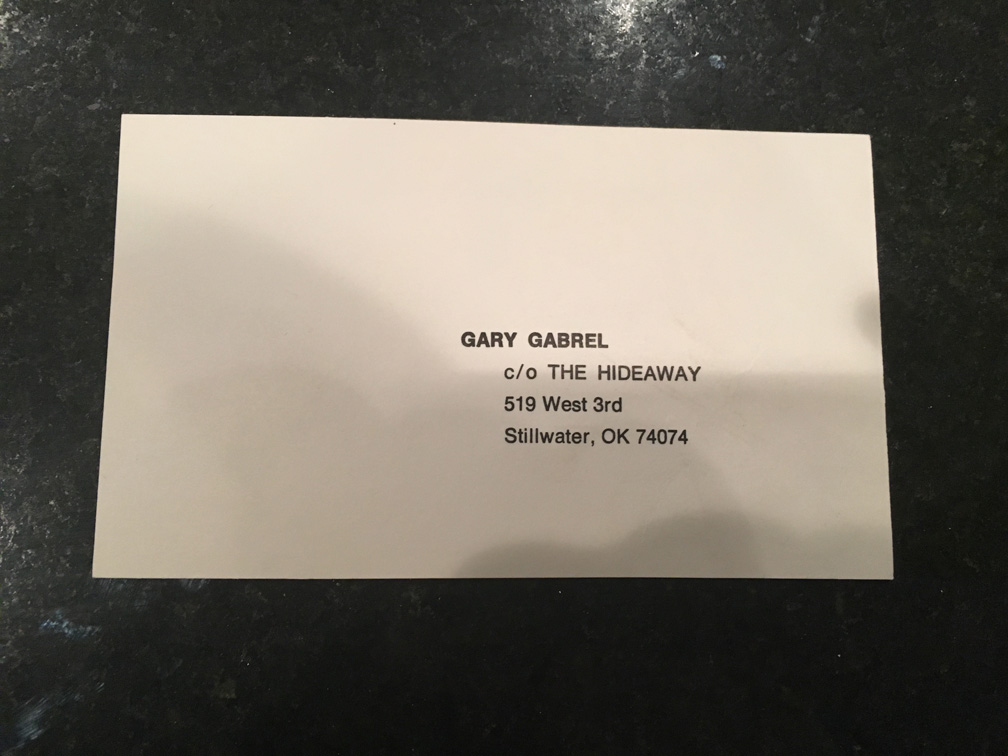 GARY GABREL
c/o THE HIDEAWAY
519 West 3rd
Stillwater, OK 74074